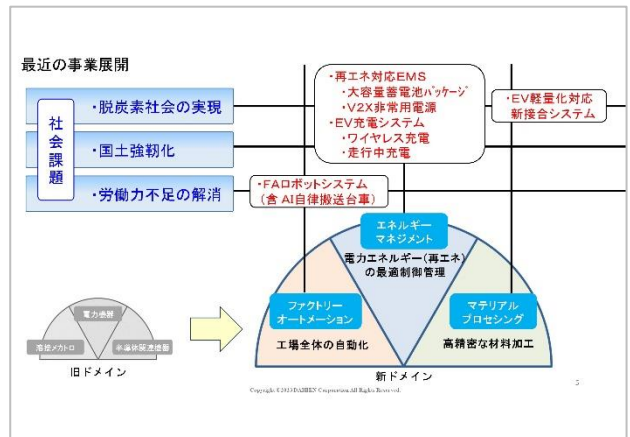 最近の事業展開
社会課題
・脱炭素社会の実現
・国土強靭化
・労働力不足の解消
・再エネ対応EMS
・大容量蓄電池パッケージ
・V2X非常用電源
・EV充電システム
・ワイヤレス充電
・走行中充電
・EV軽量化対応
新接合システム
・FAロボットシステム
(含 AI自律搬送台車)
エネルギー
マネジメント
電力エネルギー(再エネ)
の最適制御管理
ファクトリー
オートメーション
工場全体の自動化
マテリアル
プロセシング
高精密な材料加工
新ドメイン
電力機器
溶接メカトロ
半導体関連機器
旧ドメイン
Copyright ©2023 DAIHEN Corporation All Rights Reserved.
5